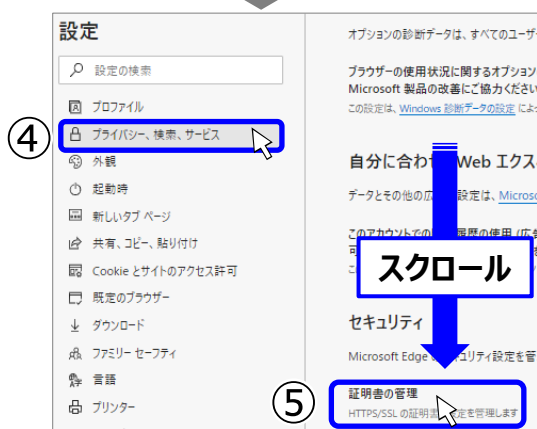 設定
設定の検索
プロファイル
④
プライバシー、検索、サービス
外観
起動時
新しいタブ ページ
共有、コピー、貼り付け
Cookie とサイトのアクセス許可
既定のブラウザー
ダウンロード
ファミリー セーフティ
言語
プリンター
オプションの診断データは、すべてのユーザ
ブラウザーの使用状況に関するオプション
Microsoft 製品の改善にご協力ください
この設定は、Windows 診断データの設定 によっ
自分に合わ Web エクス
データとその他の 設定は、Microso
このアカウントでの 履歴の使用 (広告
スクロール
セキュリティ
Microsoft Edge ュリティ設定を管
⑤
証明書の管理
HTTPS/SSL の証明書 定を管理します